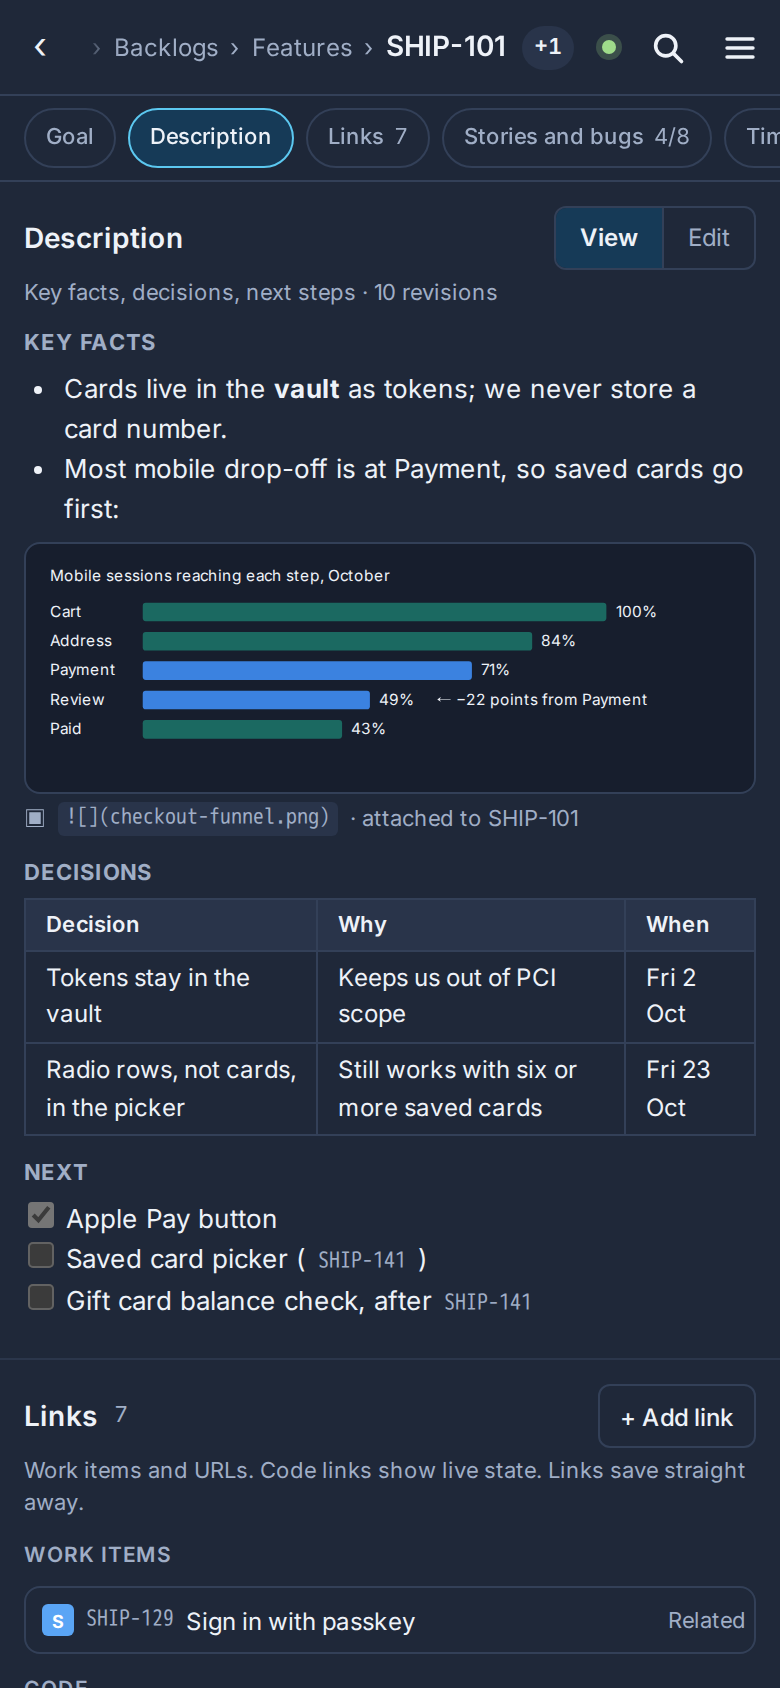 ‹ › Backlogs › Features › SHIP-101 +1
Goal Description Links 7 Stories and bugs 4/8 Tim
Description View Edit
Key facts, decisions, next steps · 10 revisions
KEY FACTS
• Cards live in the vault as tokens; we never store a
card number.
• Most mobile drop-off is at Payment, so saved cards go
first:
Mobile sessions reaching each step, October
Cart 100%
Address 84%
Payment 71%
Review 49% ← −22 points from Payment
Paid 43%
▣ ![](checkout-funnel.png) · attached to SHIP-101
DECISIONS
Decision Why When
Tokens stay in the Keeps us out of PCI Fri 2
vault scope Oct
Radio rows, not cards, Still works with six or Fri 23
in the picker more saved cards Oct
NEXT
Apple Pay button
Saved card picker ( SHIP-141 )
Gift card balance check, after SHIP-141
Links 7 + Add link
Work items and URLs. Code links show live state. Links save straight
away.
WORK ITEMS
S SHIP-129 Sign in with passkey Related
CODE